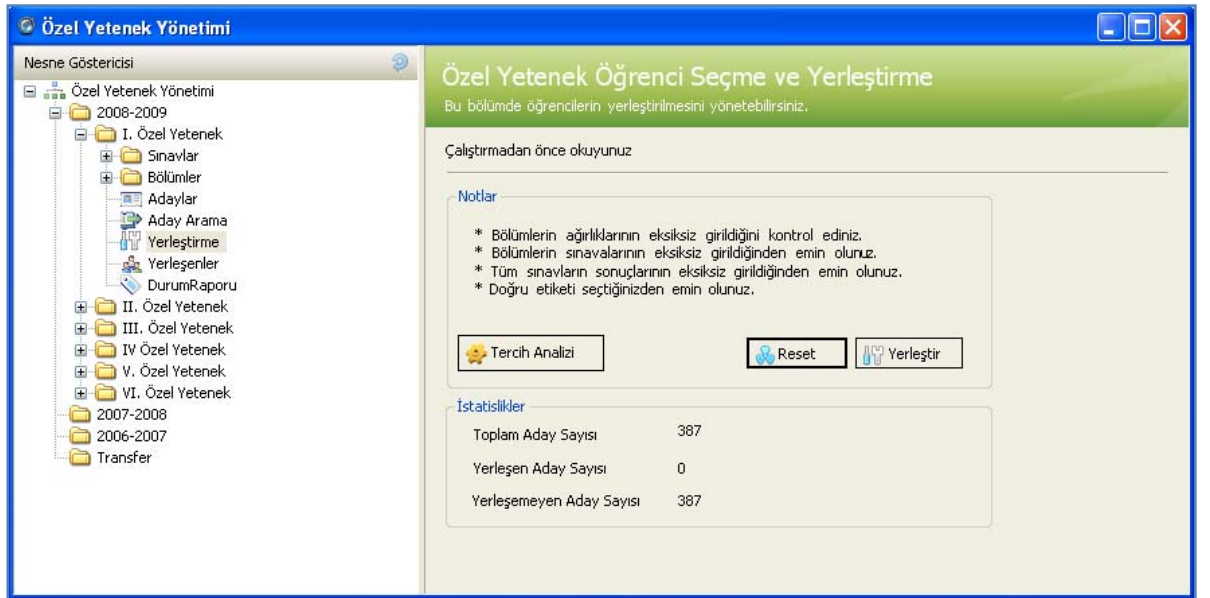 Özel Yetenek Yönetimi
Nesne Göstericisi
Özel Yetenek Yönetimi
2008-2009
I. Özel Yetenek
Sınavlar
Bölümler
Adaylar
Aday Arama
Yerleştirme
Yerleşenler
DurumRaporu
II. Özel Yetenek
III. Özel Yetenek
IV Özel Yetenek
V. Özel Yetenek
VI. Özel Yetenek
2007-2008
2006-2007
Transfer
Özel Yetenek Öğrenci Seçme ve Yerleştirme
Bu bölümde öğrencilerin yerleştirilmesini yönetebilirsiniz.
Çalıştırmadan önce okuyunuz
Notlar
* Bölümlerin ağırlıklarının eksiksiz girildiğini kontrol ediniz.
* Bölümlerin sınavalarının eksiksiz girildiğinden emin olunuz.
* Tüm sınavların sonuçlarının eksiksiz girildiğinden emin olunuz.
* Doğru etiketi seçtiğinizden emin olunuz.
Tercih Analizi Reset Yerleştir
İstatislikler
Toplam Aday Sayısı 387
Yerleşen Aday Sayısı 0
Yerleşemeyen Aday Sayısı 387